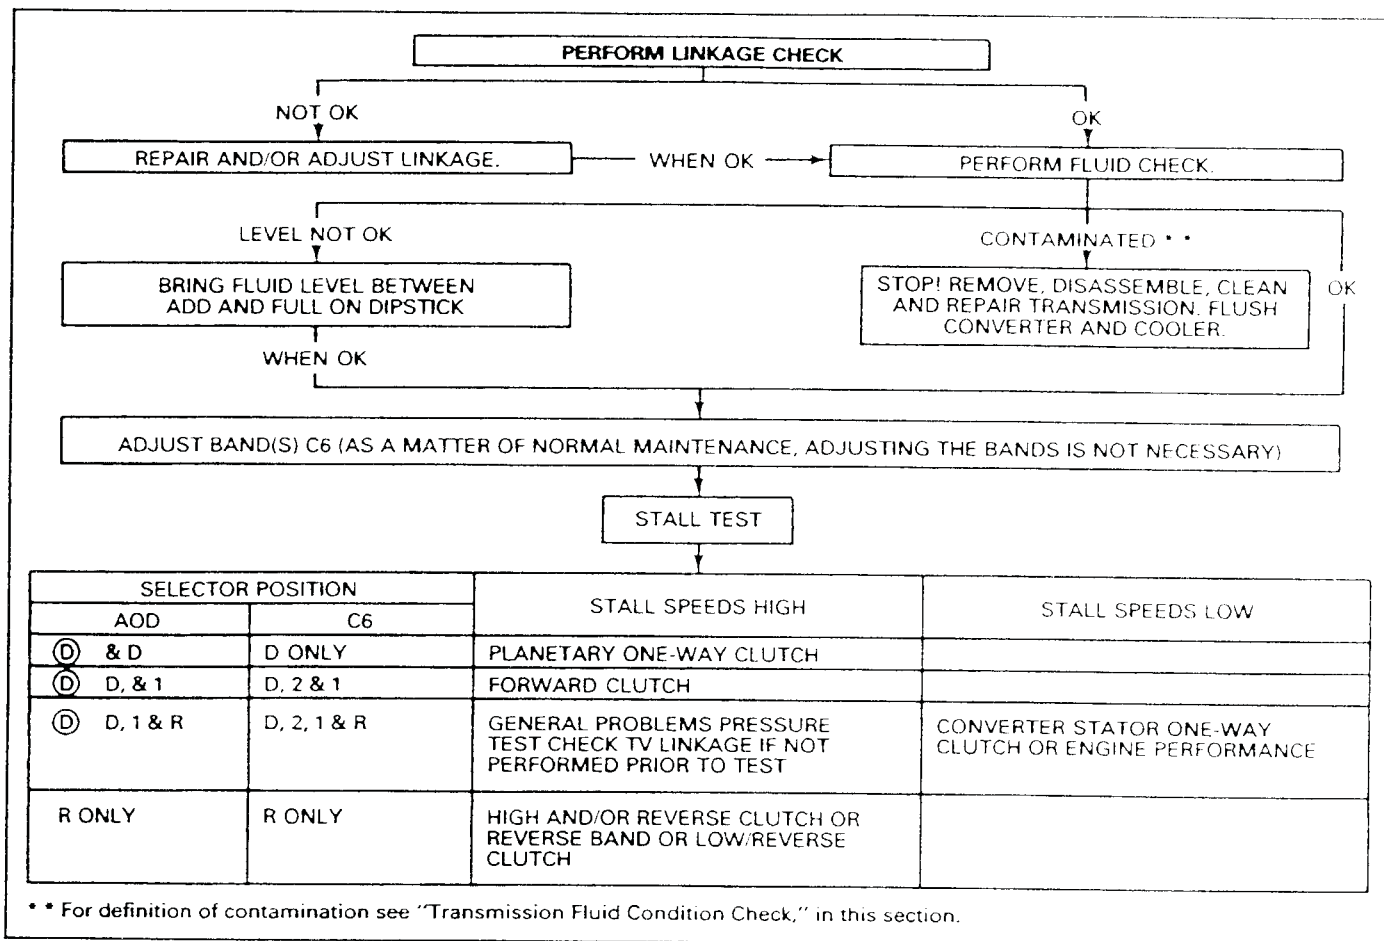 PERFORM LINKAGE CHECK
NOT OK
OK
REPAIR AND/OR ADJUST LINKAGE.
WHEN OK
PERFORM FLUID CHECK.
LEVEL NOT OK
CONTAMINATED * *
OK
BRING FLUID LEVEL BETWEEN
ADD AND FULL ON DIPSTICK
STOP! REMOVE, DISASSEMBLE, CLEAN
AND REPAIR TRANSMISSION. FLUSH
CONVERTER AND COOLER.
WHEN OK
ADJUST BAND(S) C6 (AS A MATTER OF NORMAL MAINTENANCE, ADJUSTING THE BANDS IS NOT NECESSARY)
STALL TEST
SELECTOR POSITION
STALL SPEEDS HIGH
STALL SPEEDS LOW
AOD
C6
Ⓓ & D
D ONLY
PLANETARY ONE-WAY CLUTCH
Ⓓ D, & 1
D, 2 & 1
FORWARD CLUTCH
Ⓓ D, 1 & R
D, 2, 1 & R
GENERAL PROBLEMS PRESSURE
TEST CHECK TV LINKAGE IF NOT
PERFORMED PRIOR TO TEST
CONVERTER STATOR ONE-WAY
CLUTCH OR ENGINE PERFORMANCE
R ONLY
R ONLY
HIGH AND/OR REVERSE CLUTCH OR
REVERSE BAND OR LOW/REVERSE
CLUTCH
* * For definition of contamination see "Transmission Fluid Condition Check," in this section.